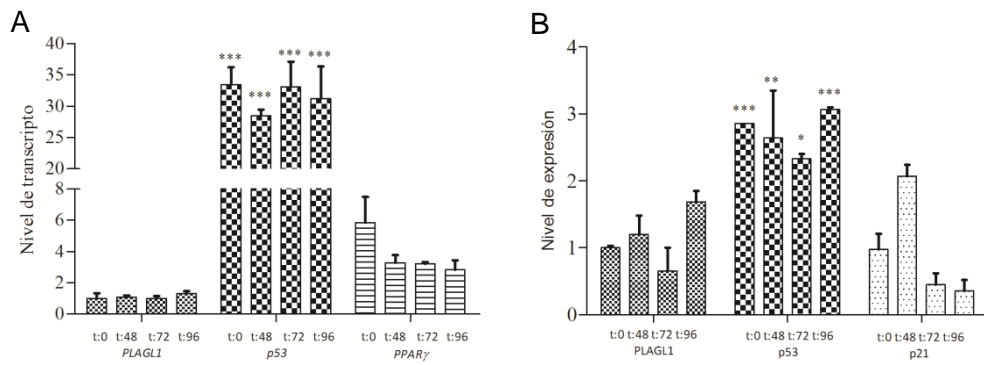 A
Nivel de transcripto
40
35
30
25
20
8
6
4
2
0
*** *** *** ***
t:0 t:48 t:72 t:96 t:0 t:48 t:72 t:96 t:0 t:48 t:72 t:96
PLAGL1 p53 PPARγ
B
Nivel de expresión
4
3
2
1
0
*** ** * ***
t:0 t:48 t:72 t:96 t:0 t:48 t:72 t:96 t:0 t:48 t:72 t:96
PLAGL1 p53 p21